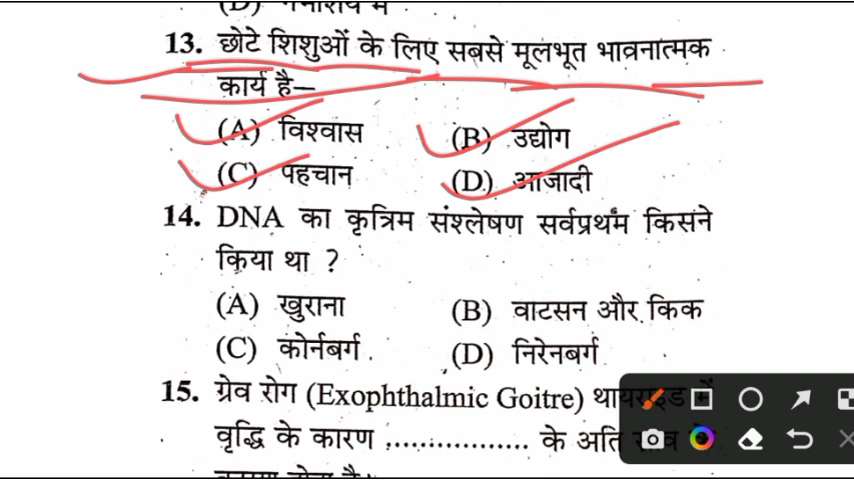 13. छोटे शिशुओं के लिए सबसे मूलभूत भावनात्मक
कार्य है—
(A) विश्वास (B) उद्योग
(C) पहचान (D) आजादी
14. DNA का कृत्रिम संश्लेषण सर्वप्रथम किसने
किया था ?
(A) खुराना (B) वाटसन और किक
(C) कोर्नबर्ग (D) निरेनबर्ग
15. ग्रेव रोग (Exophthalmic Goitre) थायराइड में
वृद्धि के कारण .................. के अति स्राव के